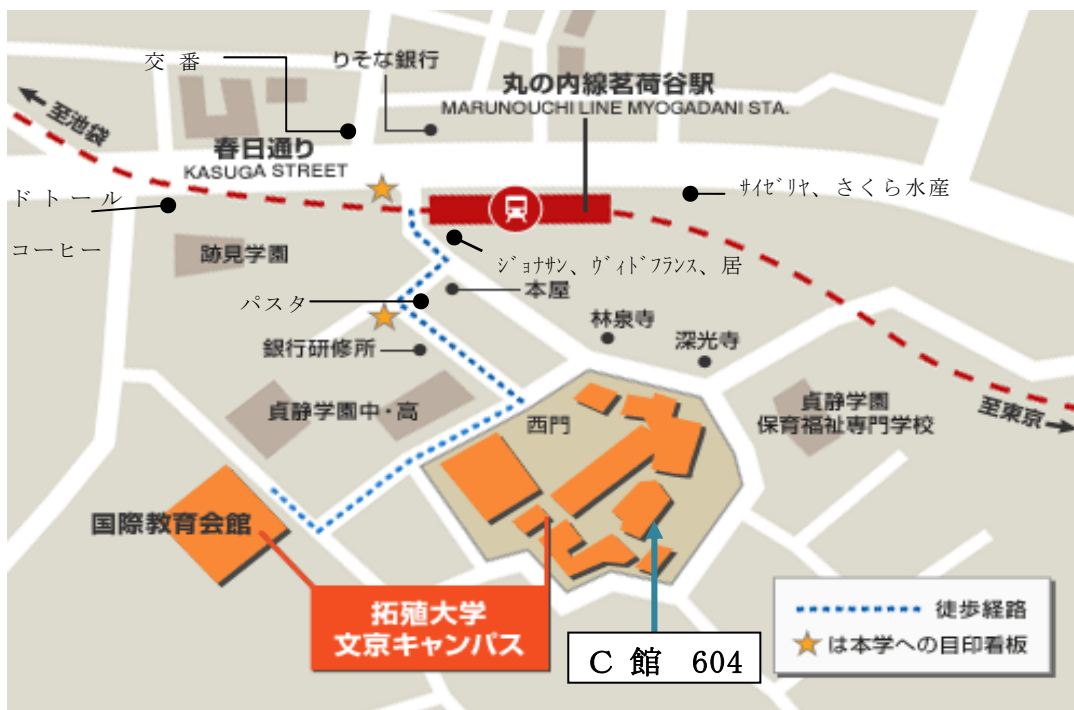 交 番
りそな銀行
丸の内線茗荷谷駅
MARUNOUCHI LINE MYOGADANI STA.
至池袋
春日通り
KASUGA STREET
ドトール
コーヒー
ｻｲｾﾞﾘﾔ、さくら水産
跡見学園
ｼﾞｮﾅｻﾝ、ｳﾞｨﾄﾞﾌﾗﾝｽ、居
本屋
パスタ
林泉寺
深光寺
銀行研修所
貞静学園中・高
西門
貞静学園
保育福祉専門学校
至東京
国際教育会館
拓殖大学
文京キャンパス
C 館 604
徒歩経路
は本学への目印看板